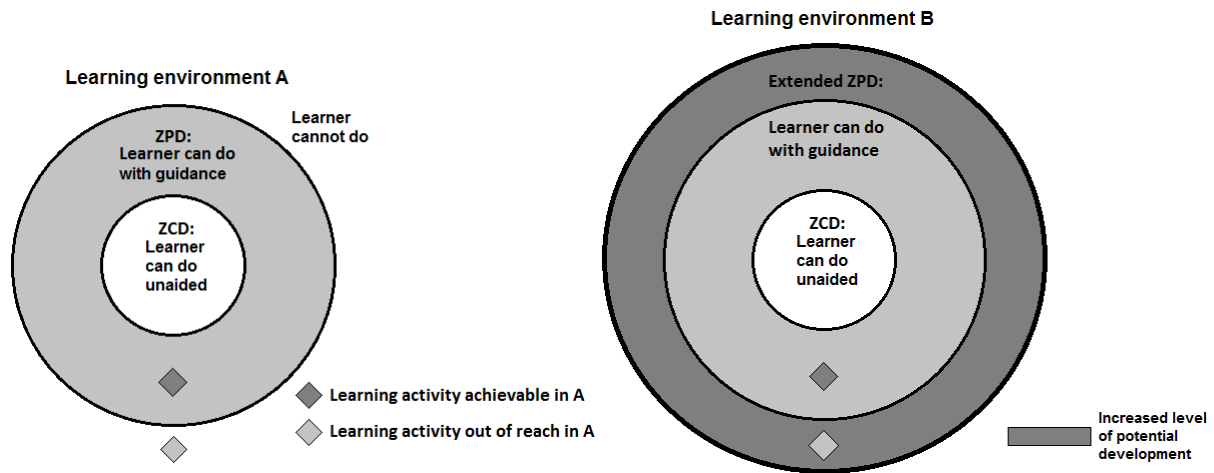 Learning environment A
Learner
cannot do
ZPD:
Learner can do
with guidance
ZCD:
Learner
can do
unaided
Learning activity achievable in A
Learning activity out of reach in A
Learning environment B
Extended ZPD:
Learner can do
with guidance
ZCD:
Learner
can do
unaided
Increased level
of potential
development